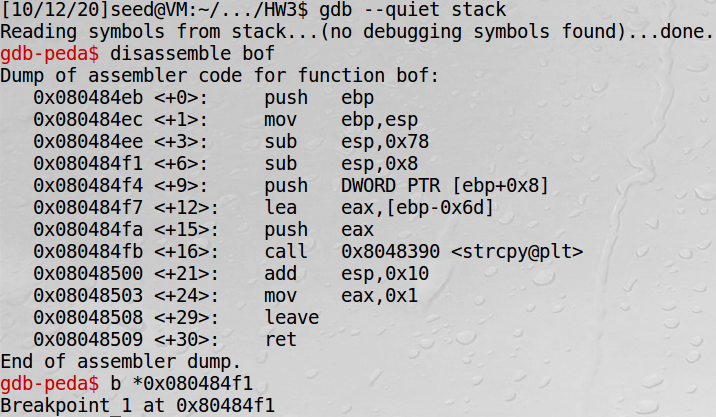 [10/12/20]seed@VM:~/.../HW3$ gdb --quiet stack
Reading symbols from stack...(no debugging symbols found)...done.
gdb-peda$ disassemble bof
Dump of assembler code for function bof:
   0x080484eb <+0>:     push   ebp
   0x080484ec <+1>:     mov    ebp,esp
   0x080484ee <+3>:     sub    esp,0x78
   0x080484f1 <+6>:     sub    esp,0x8
   0x080484f4 <+9>:     push   DWORD PTR [ebp+0x8]
   0x080484f7 <+12>:    lea    eax,[ebp-0x6d]
   0x080484fa <+15>:    push   eax
   0x080484fb <+16>:    call   0x8048390 <strcpy@plt>
   0x08048500 <+21>:    add    esp,0x10
   0x08048503 <+24>:    mov    eax,0x1
   0x08048508 <+29>:    leave
   0x08048509 <+30>:    ret
End of assembler dump.
gdb-peda$ b *0x080484f1
Breakpoint 1 at 0x80484f1